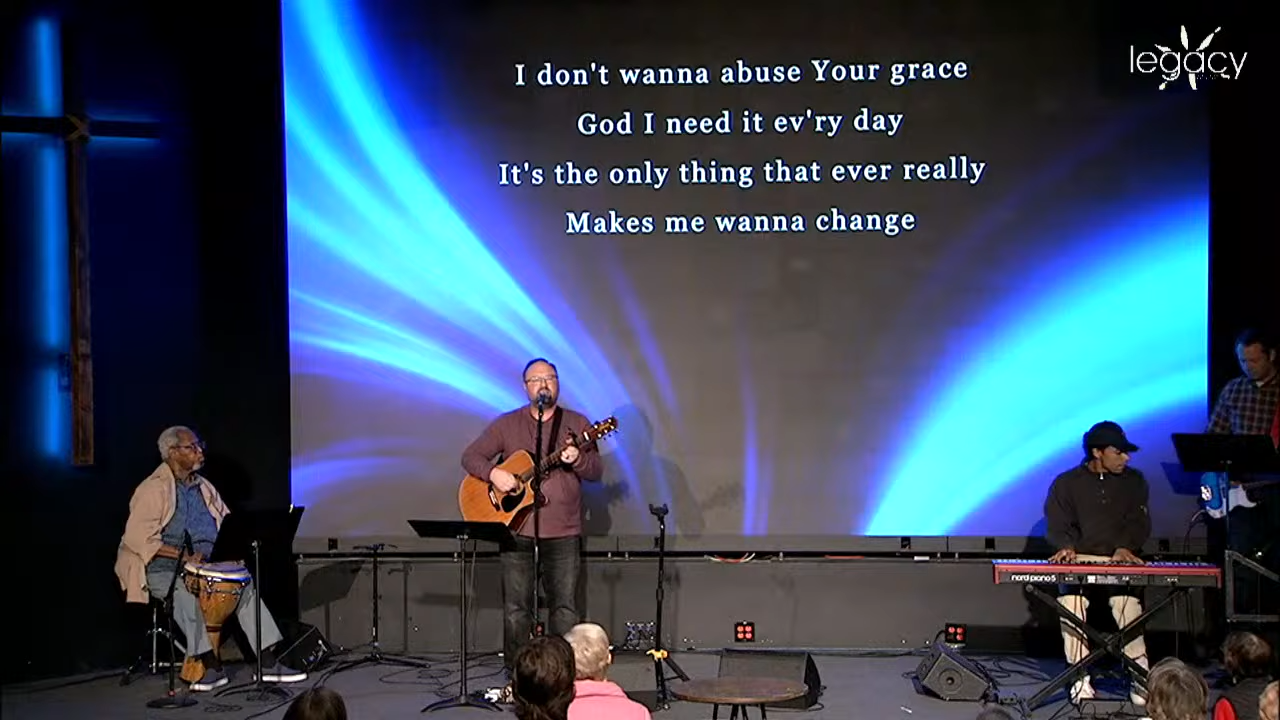 I don't wanna abuse Your grace
God I need it ev'ry day
It's the only thing that ever really
Makes me wanna change
legacy
nord piano 5